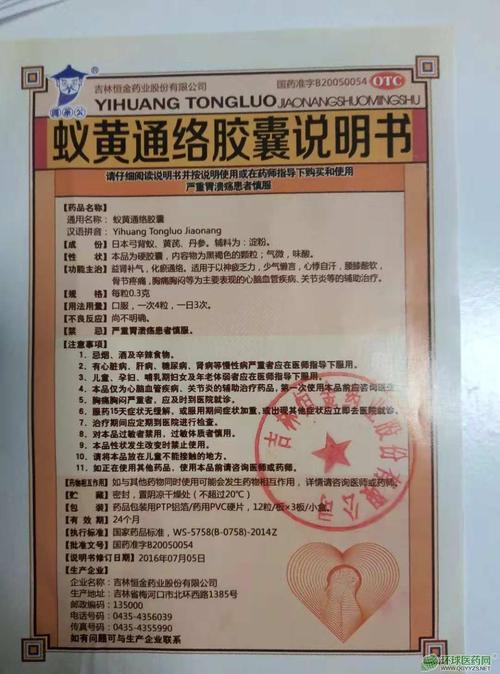 吉林恒金药业股份有限公司
国药准字B20050054
OTC
YIHUANG TONGLUOJIAONANGSHUOMINGSHU
蚁黄通络胶囊说明书
请仔细阅读说明书并按说明使用或在药师指导下购买和使用
严重胃溃疡患者慎服
【药品名称】
通用名称：蚁黄通络胶囊
汉语拼音：Yihuang Tongluo Jiaonang
【成 份】日本弓背蚁、黄芪、丹参。辅料为：淀粉。
【性 状】本品为硬胶囊，内容物为黑褐色的颗粒；气微，味酸。
【功能主治】益肾补气，化瘀通络。适用于以神疲乏力，少气懒言，心悸自汗，腰膝酸软，
骨节疼痛，胸痛胸闷等为主要表现的心脑血管疾病、关节炎等的辅助治疗。
【规 格】每粒0.3克
【用法用量】口服，一次4粒，一日3次。
【不良反应】尚不明确。
【禁 忌】严重胃溃疡患者慎服。
【注意事项】
1. 忌烟、酒及辛辣食物。
2. 有心脏病、肝病、糖尿病、肾病等慢性病严重者应在医师指导下服用。
3. 儿童、孕妇、哺乳期妇女及年老体弱者应在医师指导下服用。
4. 本品仅为心脑血管疾病、关节炎的辅助治疗药品，第一次使用本品前应咨询医
5. 胸痛胸闷严重者，应及时到医院就诊。
6. 服药15天症状无缓解，或服用期间症状加重，或出现其他症状应立即去医院就诊。
7. 治疗期间应定期到医院进行检查。
8. 对本品过敏者禁用，过敏体质者慎用。
9. 本品性状发生改变时禁止使用。
10. 请将本品放在儿童不能接触的地方。
11. 如正在使用其他药品，使用本品前请咨询医师或药师。
【药物相互作用】如与其他药物同时使用可能会发生药物相互作用，详情请咨询医师或药师。
【贮 藏】密封，置阴凉干燥处（不超过20℃）
【包 装】药品包装用PTP铝箔/药用PVC硬片，12粒/板×3板/小盒。
【有 效 期】24个月
【执行标准】国家药品标准，WS-5758(B-0758)-2014Z
【批准文号】国药准字B20050054
【说明书修订日期】2016年07月05日
【生产企业】
企业名称：吉林恒金药业股份有限公司
生产地址：吉林省梅河口市北环西路1385号
邮政编码：135000
电话号码：0435-4356039
传真号码：0435-4355990
如有问题可与生产企业联系
吉林恒金药业股份有限公司
环球医药网
WWW.QGYYZS.NET